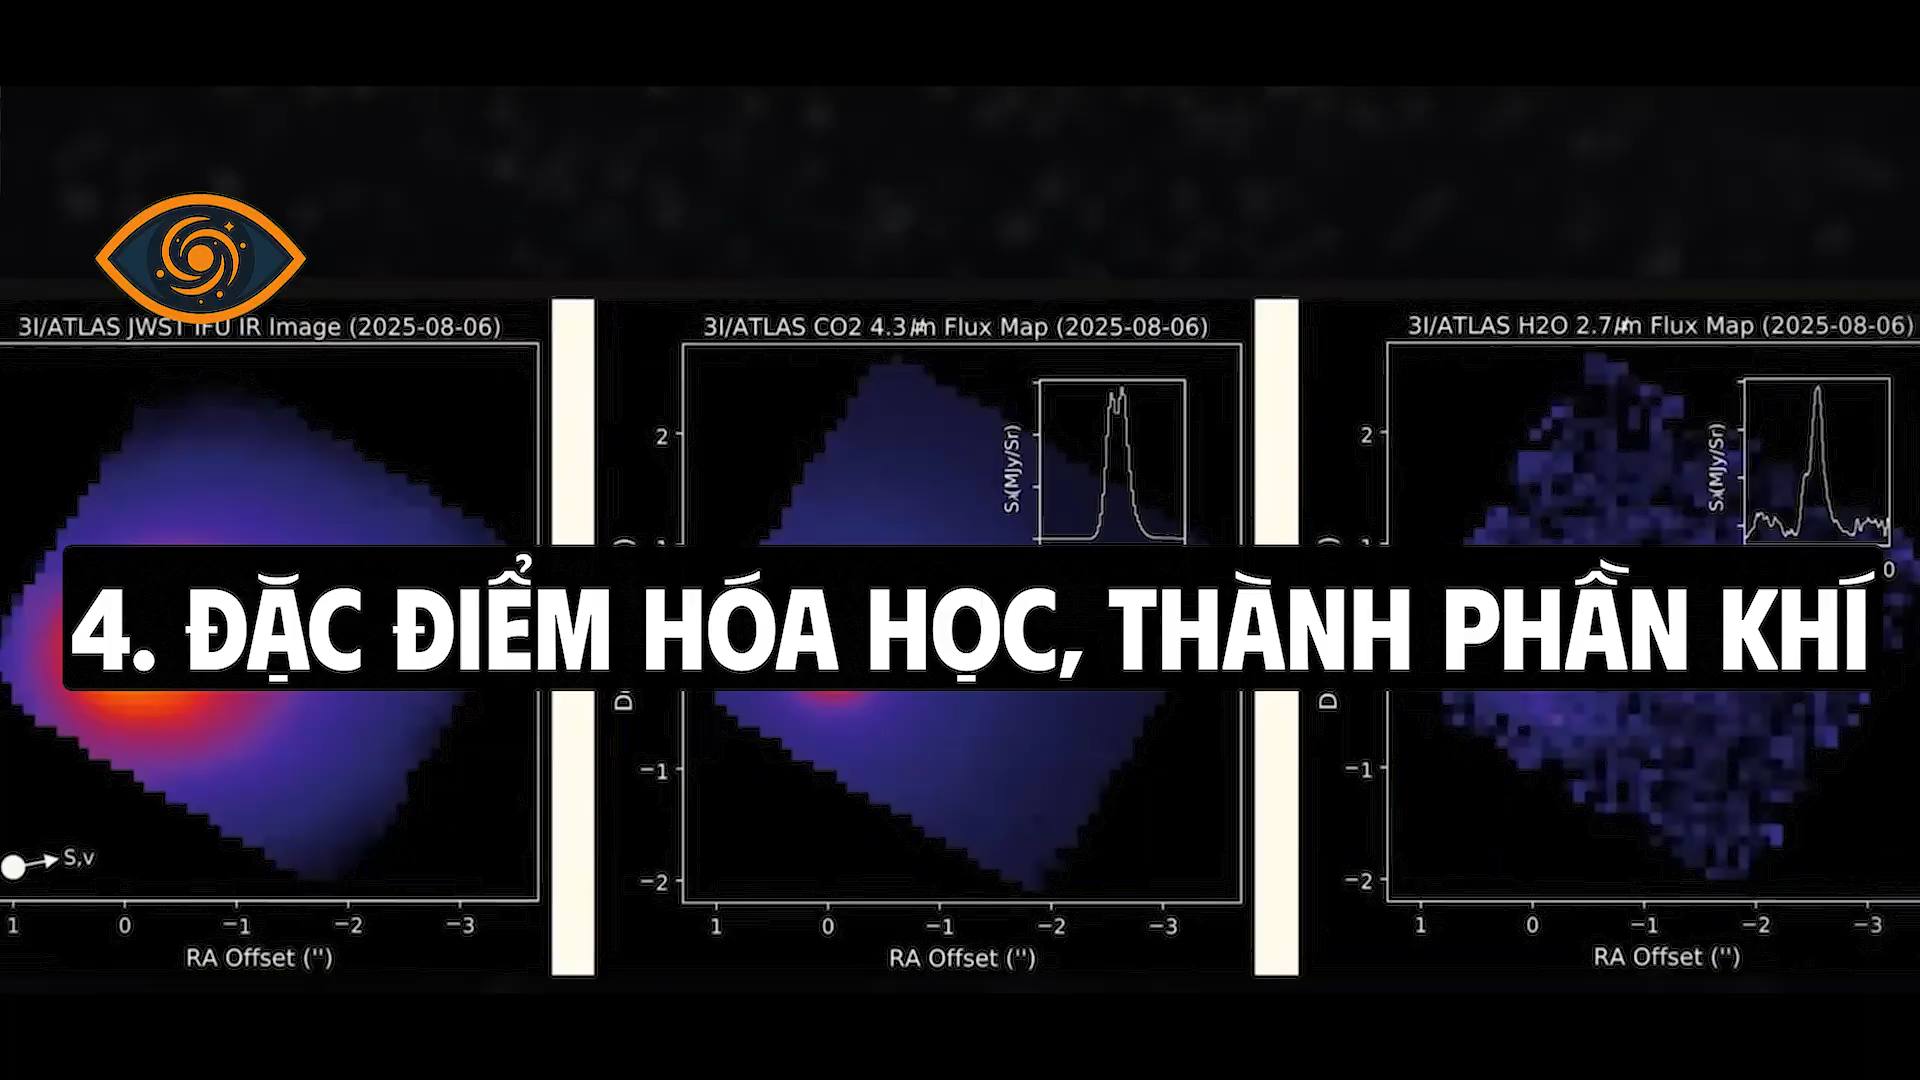 3I/ATLAS JWST IFU IR Image (2025-08-06)
3I/ATLAS CO2 4.3μm Flux Map (2025-08-06)
3I/ATLAS H2O 2.7μm Flux Map (2025-08-06)
2
Sλ(MJy/Sr)
2
Sλ(MJy/Sr)
0
4. ĐẶC ĐIỂM HÓA HỌC, THÀNH PHẦN KHÍ
−1
−1
S,v
−2
−2
1 0 −1 −2 −3
1 0 −1 −2 −3
1 0 −1 −2 −3
RA Offset ('')
RA Offset ('')
RA Offset ('')